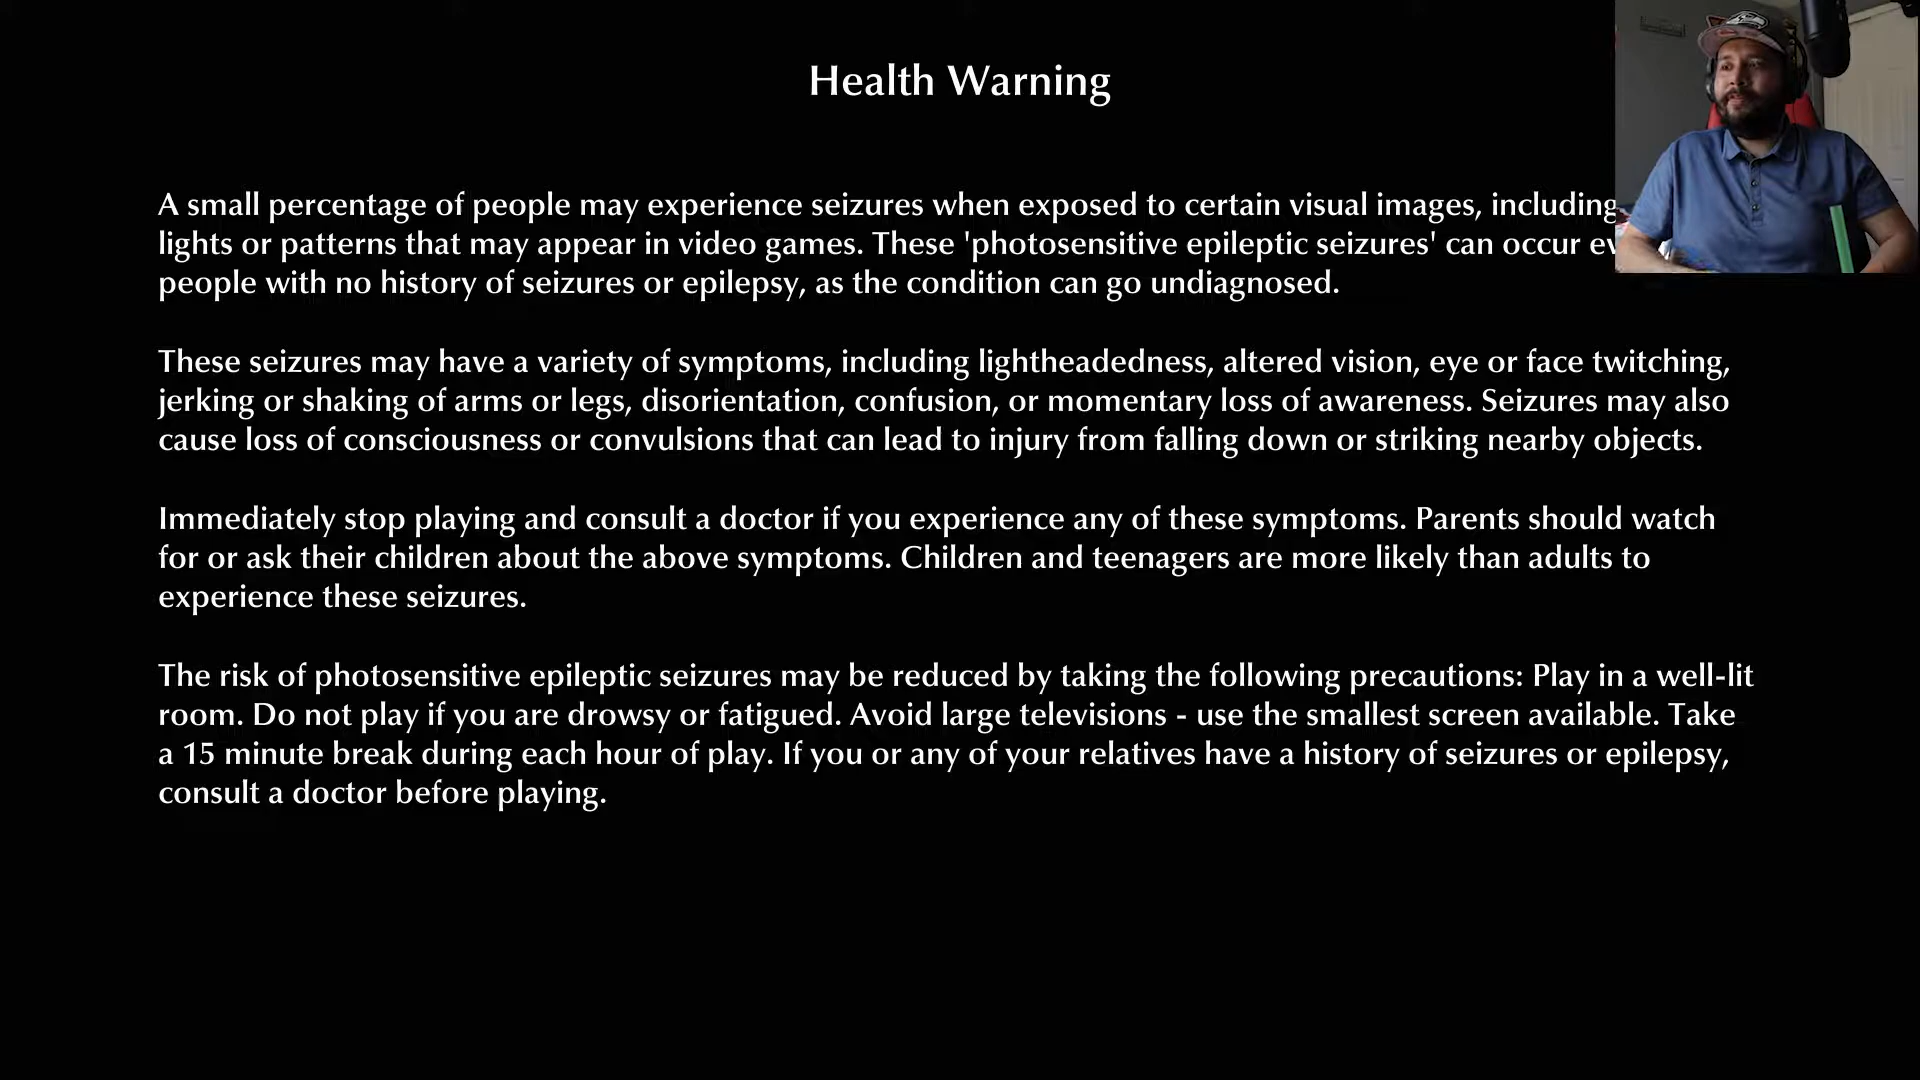 Health Warning
A small percentage of people may experience seizures when exposed to certain visual images, including
lights or patterns that may appear in video games. These 'photosensitive epileptic seizures' can occur
people with no history of seizures or epilepsy, as the condition can go undiagnosed.
These seizures may have a variety of symptoms, including lightheadedness, altered vision, eye or face twitching,
jerking or shaking of arms or legs, disorientation, confusion, or momentary loss of awareness. Seizures may also
cause loss of consciousness or convulsions that can lead to injury from falling down or striking nearby objects.
Immediately stop playing and consult a doctor if you experience any of these symptoms. Parents should watch
for or ask their children about the above symptoms. Children and teenagers are more likely than adults to
experience these seizures.
The risk of photosensitive epileptic seizures may be reduced by taking the following precautions: Play in a well-lit
room. Do not play if you are drowsy or fatigued. Avoid large televisions - use the smallest screen available. Take
a 15 minute break during each hour of play. If you or any of your relatives have a history of seizures or epilepsy,
consult a doctor before playing.